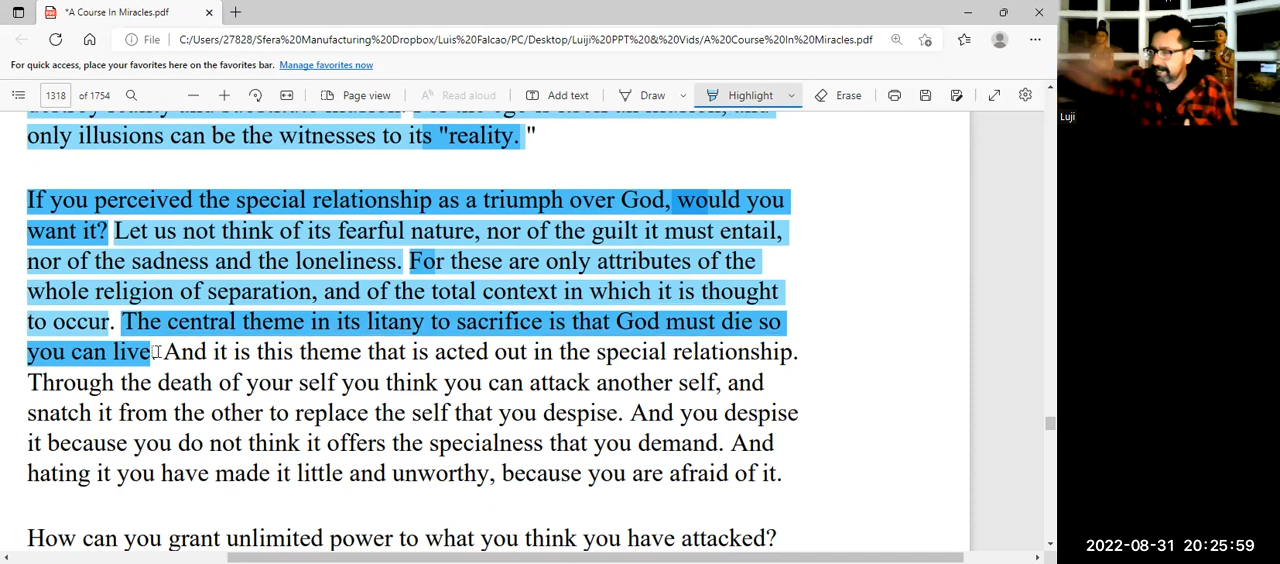 *A Course In Miracles.pdf
File C:/Users/27828/Sfera%20Manufacturing%20Dropbox/Luis%20Falcao/PC/Desktop/Luiji%20PPT%20&%20Vids/A%20Course%20In%20Miracles.pdf
For quick access, place your favorites here on the favorites bar. Manage favorites now
1318 of 1754 Page view Read aloud Add text Draw Highlight Erase
only illusions can be the witnesses to its "reality. "
If you perceived the special relationship as a triumph over God, would you
want it? Let us not think of its fearful nature, nor of the guilt it must entail,
nor of the sadness and the loneliness. For these are only attributes of the
whole religion of separation, and of the total context in which it is thought
to occur. The central theme in its litany to sacrifice is that God must die so
you can live. And it is this theme that is acted out in the special relationship.
Through the death of your self you think you can attack another self, and
snatch it from the other to replace the self that you despise. And you despise
it because you do not think it offers the specialness that you demand. And
hating it you have made it little and unworthy, because you are afraid of it.
How can you grant unlimited power to what you think you have attacked?
Luji
2022-08-31 20:25:59